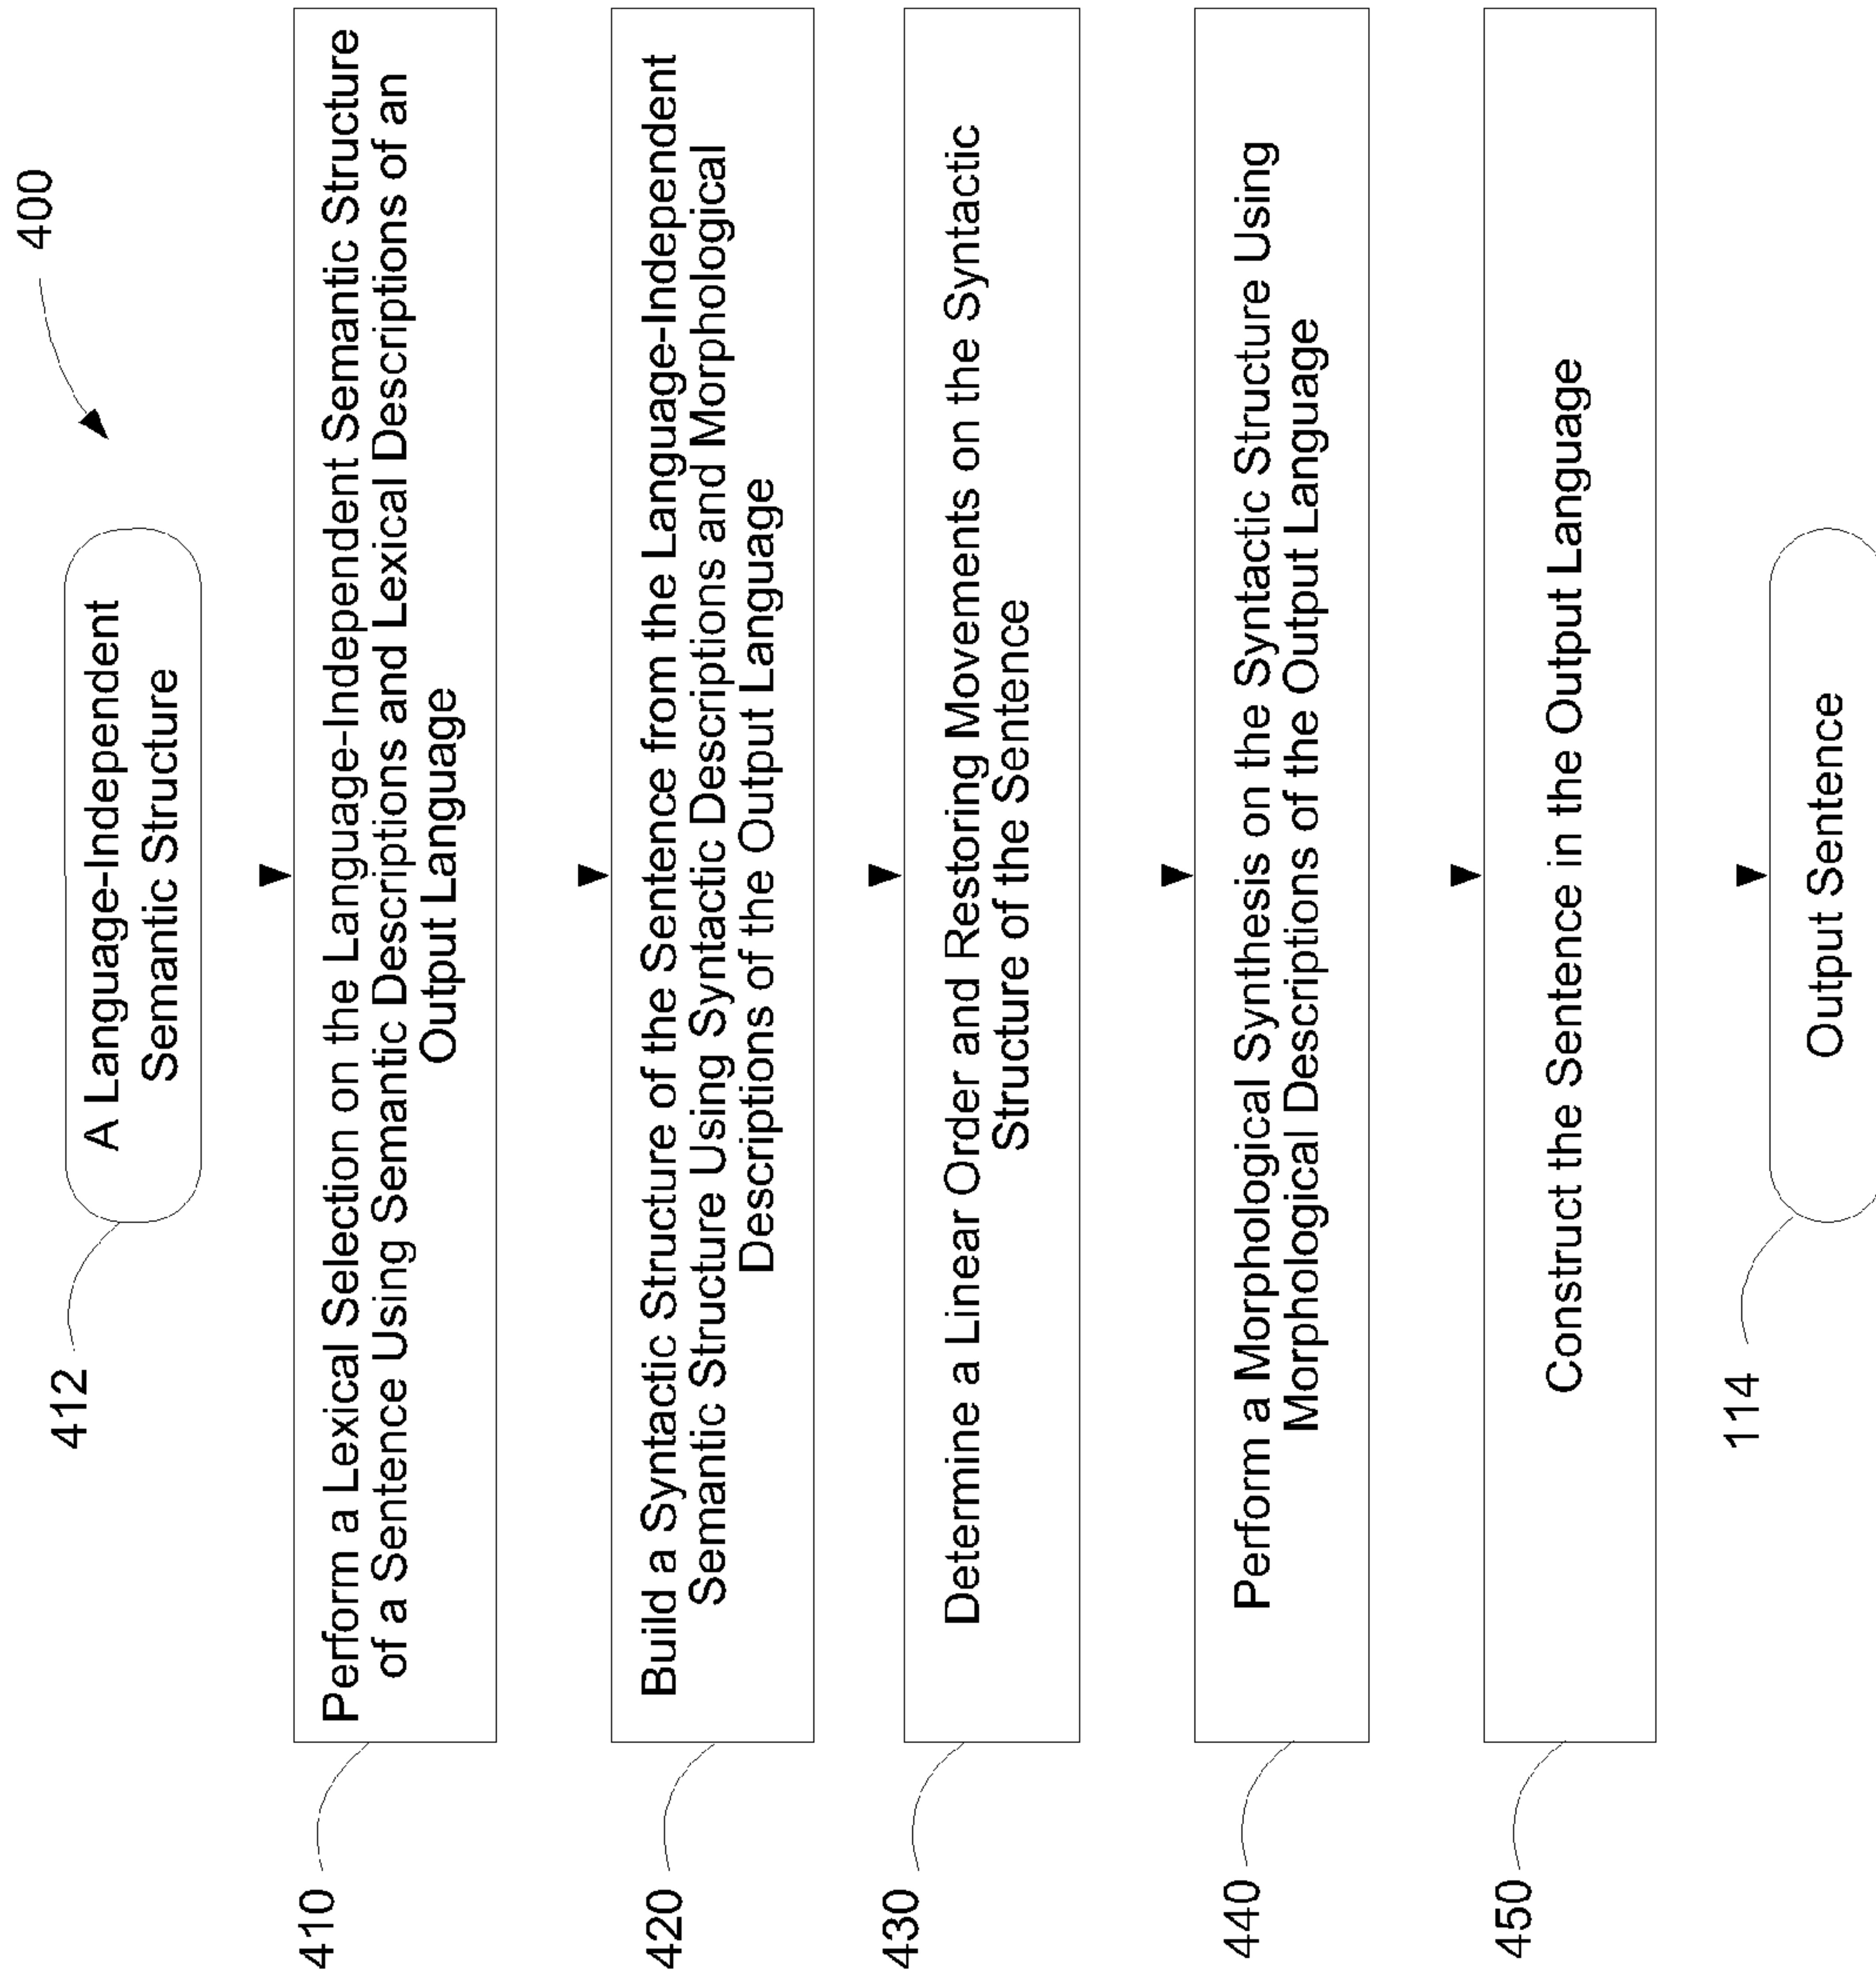 400
412
A Language-Independent
Semantic Structure
410
Perform a Lexical Selection on the Language-Independent Semantic Structure
of a Sentence Using Semantic Descriptions and Lexical Descriptions of an
Output Language
420
Build a Syntactic Structure of the Sentence from the Language-Independent
Semantic Structure Using Syntactic Descriptions and Morphological
Descriptions of the Output Language
430
Determine a Linear Order and Restoring Movements on the Syntactic
Structure of the Sentence
440
Perform a Morphological Synthesis on the Syntactic Structure Using
Morphological Descriptions of the Output Language
450
Construct the Sentence in the Output Language
114
Output Sentence